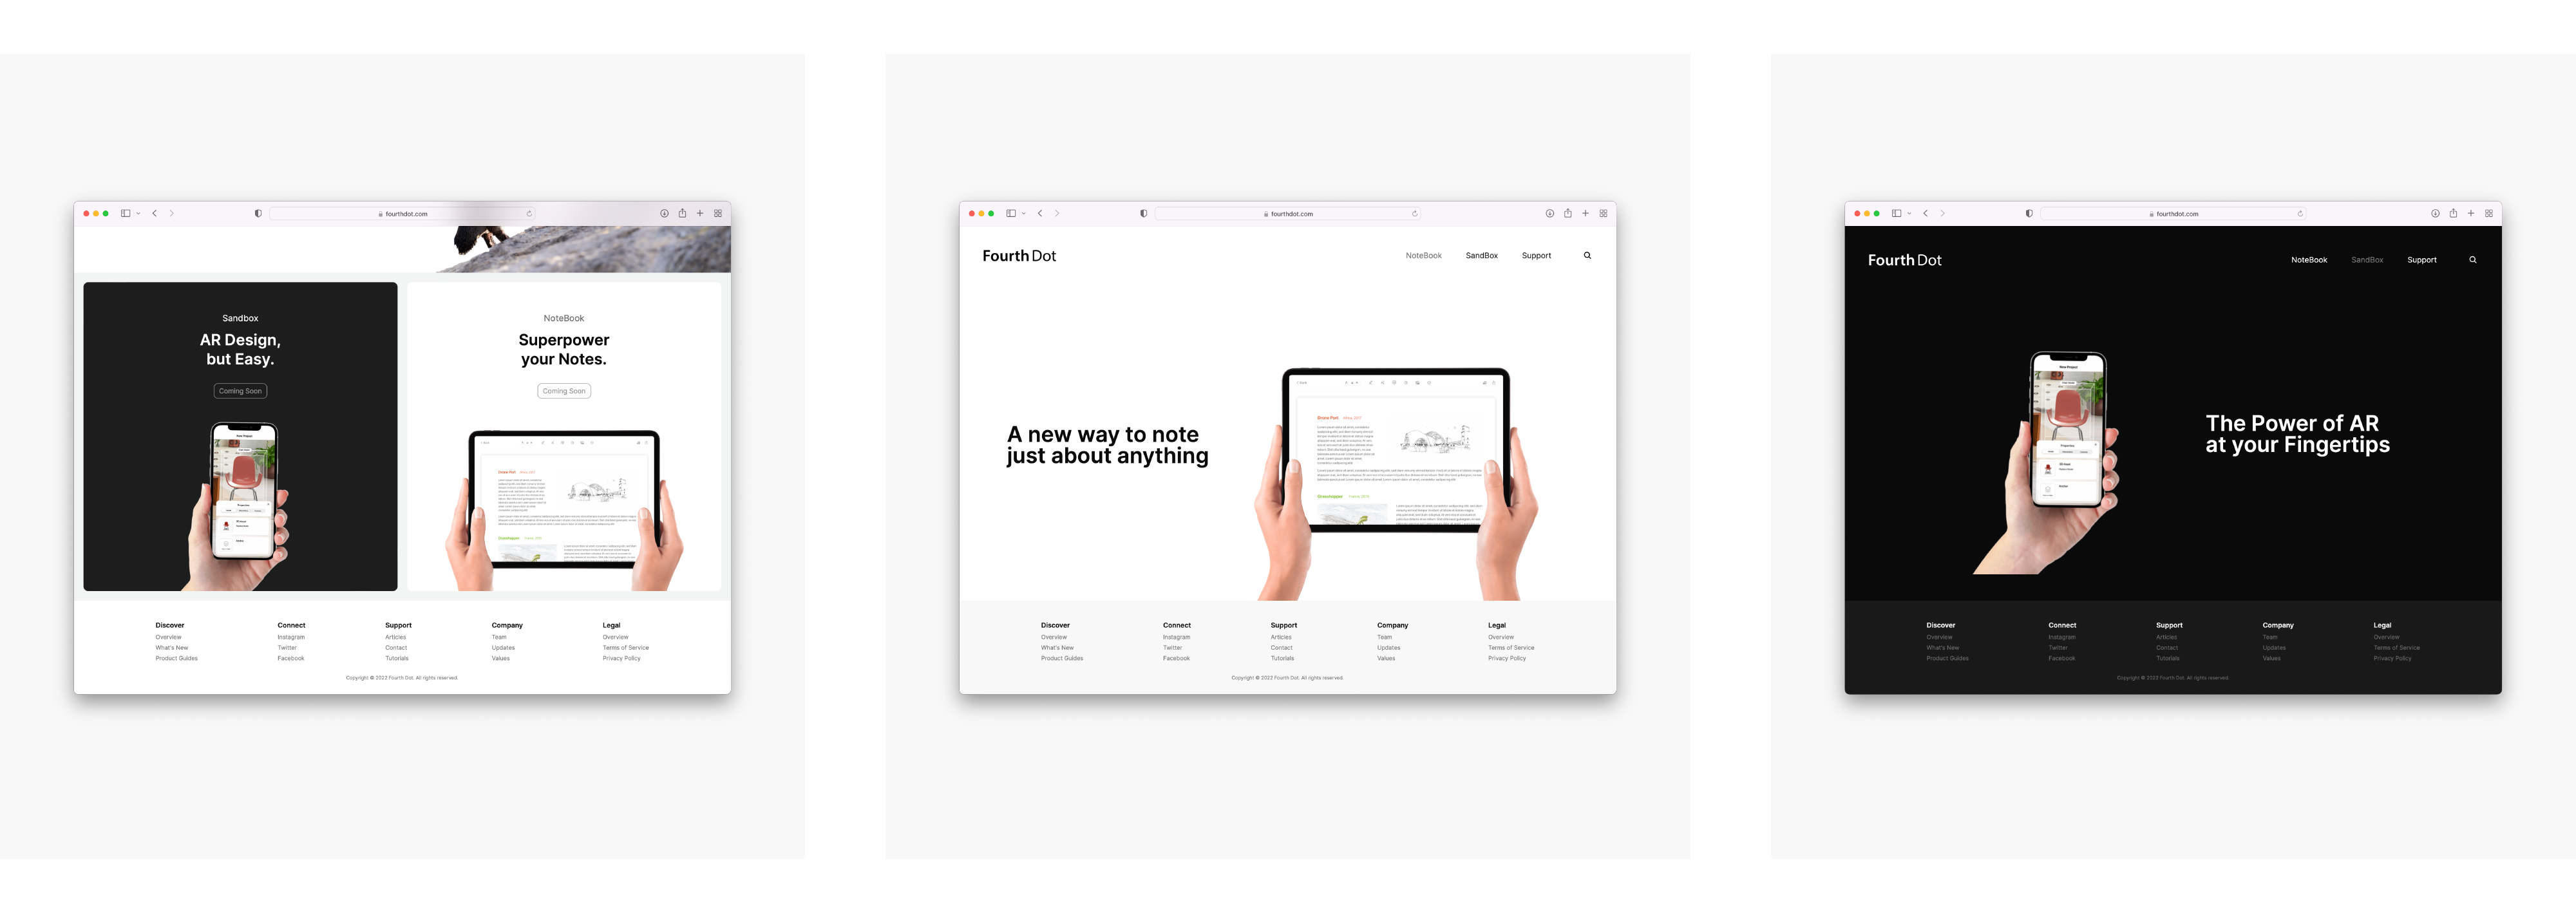 fourthdot.com
Sandbox
AR Design,
but Easy.
Coming Soon
NoteBook
Superpower
your Notes.
Coming Soon
Discover
Overview
What's New
Product Guides
Connect
Instagram
Twitter
Facebook
Support
Articles
Contact
Tutorials
Company
Team
Updates
Values
Legal
Overview
Terms of Service
Privacy Policy
Copyright © 2022 Fourth Dot. All rights reserved.
fourthdot.com
Fourth Dot
NoteBook
SandBox
Support
A new way to note
just about anything
Drone Port
Grasshopper
Discover
Overview
What's New
Product Guides
Connect
Instagram
Twitter
Facebook
Support
Articles
Contact
Tutorials
Company
Team
Updates
Values
Legal
Overview
Terms of Service
Privacy Policy
Copyright © 2022 Fourth Dot. All rights reserved.
fourthdot.com
Fourth Dot
NoteBook
SandBox
Support
New Project
Properties
The Power of AR
at your Fingertips
Discover
Overview
What's New
Product Guides
Connect
Instagram
Twitter
Facebook
Support
Articles
Contact
Tutorials
Company
Team
Updates
Values
Legal
Overview
Terms of Service
Privacy Policy
Copyright © 2022 Fourth Dot. All rights reserved.